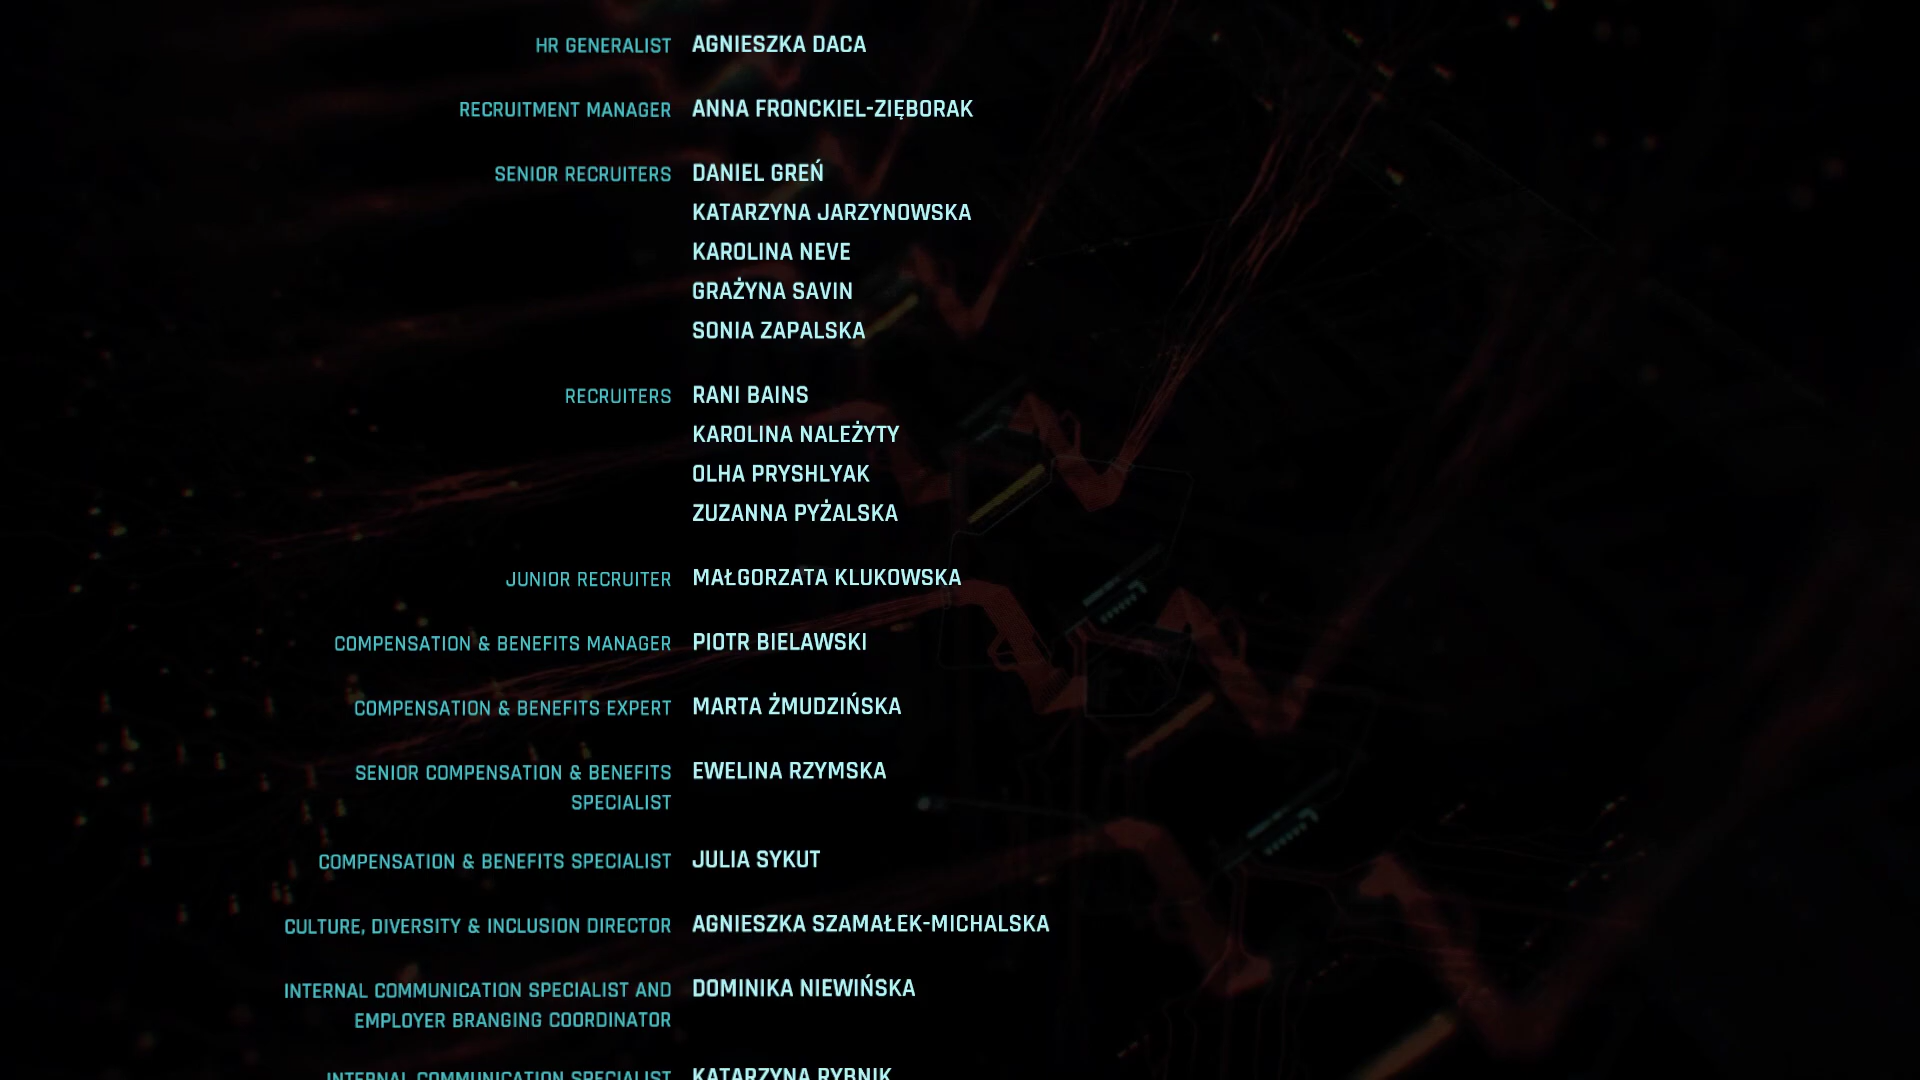 HR GENERALIST AGNIESZKA DACA
RECRUITMENT MANAGER ANNA FRONCKIEL-ZIĘBORAK
SENIOR RECRUITERS DANIEL GREŃ
KATARZYNA JARZYNOWSKA
KAROLINA NEVE
GRAŻYNA SAVIN
SONIA ZAPALSKA
RECRUITERS RANI BAINS
KAROLINA NALEŻYTY
OLHA PRYSHLYAK
ZUZANNA PYŻALSKA
JUNIOR RECRUITER MAŁGORZATA KLUKOWSKA
COMPENSATION & BENEFITS MANAGER PIOTR BIELAWSKI
COMPENSATION & BENEFITS EXPERT MARTA ŻMUDZIŃSKA
SENIOR COMPENSATION & BENEFITS EWELINA RZYMSKA
SPECIALIST
COMPENSATION & BENEFITS SPECIALIST JULIA SYKUT
CULTURE, DIVERSITY & INCLUSION DIRECTOR AGNIESZKA SZAMAŁEK-MICHALSKA
INTERNAL COMMUNICATION SPECIALIST AND DOMINIKA NIEWIŃSKA
EMPLOYER BRANGING COORDINATOR
INTERNAL COMMUNICATION SPECIALIST KATARZYNA RYBNIK